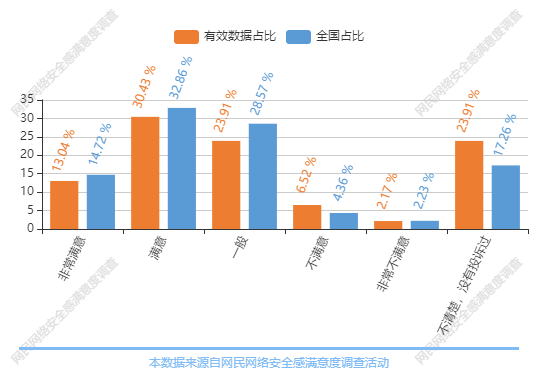 有效数据占比 全国占比
网民网络安全感满意度调查
网民网络安全感满意度调查
35
30
25
20
15
10
5
0
13.04 %
14.72 %
30.43 %
32.86 %
23.91 %
28.57 %
6.52 %
4.36 %
2.17 %
2.23 %
23.91 %
17.26 %
非常满意
满意
一般
不满意
非常不满意
不清楚，没有投诉过
网民网络安全感满意度调查
网民网络安全感满意度调查
本数据来源自网民网络安全感满意度调查活动